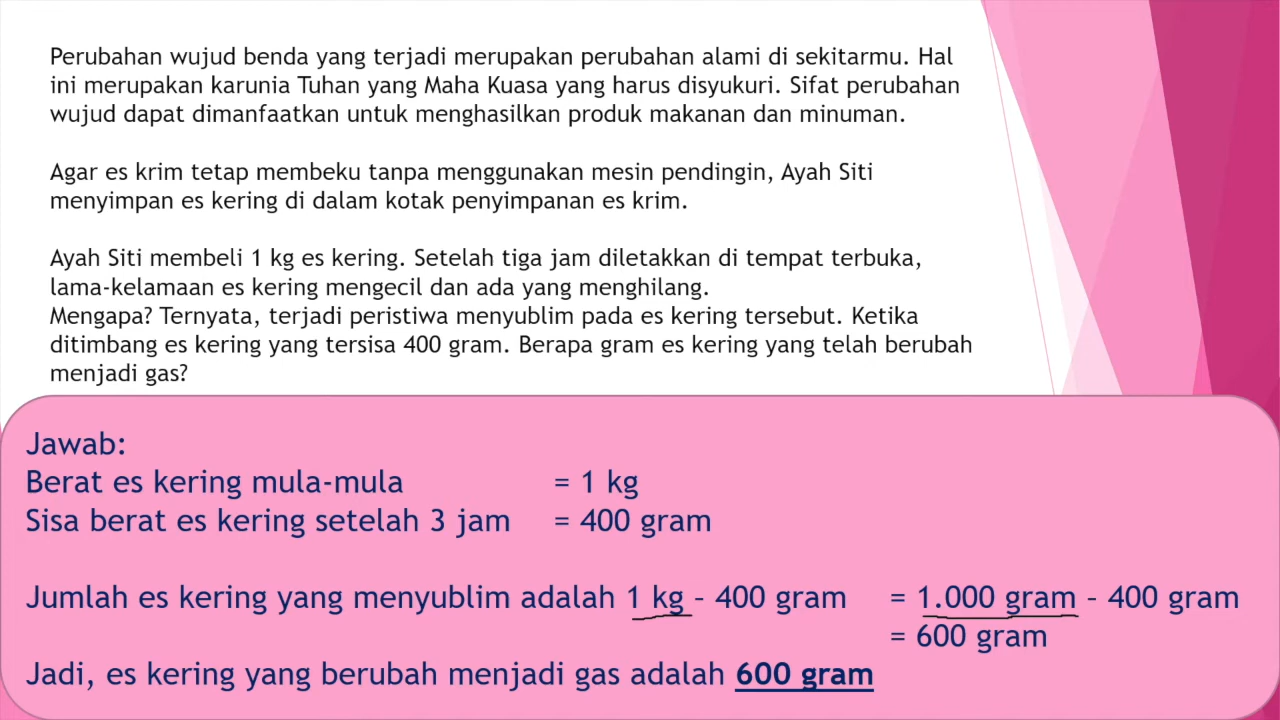 Perubahan wujud benda yang terjadi merupakan perubahan alami di sekitarmu. Hal
ini merupakan karunia Tuhan yang Maha Kuasa yang harus disyukuri. Sifat perubahan
wujud dapat dimanfaatkan untuk menghasilkan produk makanan dan minuman.
Agar es krim tetap membeku tanpa menggunakan mesin pendingin, Ayah Siti
menyimpan es kering di dalam kotak penyimpanan es krim.
Ayah Siti membeli 1 kg es kering. Setelah tiga jam diletakkan di tempat terbuka,
lama-kelamaan es kering mengecil dan ada yang menghilang.
Mengapa? Ternyata, terjadi peristiwa menyublim pada es kering tersebut. Ketika
ditimbang es kering yang tersisa 400 gram. Berapa gram es kering yang telah berubah
menjadi gas?
Jawab:
Berat es kering mula-mula = 1 kg
Sisa berat es kering setelah 3 jam = 400 gram
Jumlah es kering yang menyublim adalah 1 kg – 400 gram = 1.000 gram – 400 gram
= 600 gram
Jadi, es kering yang berubah menjadi gas adalah 600 gram